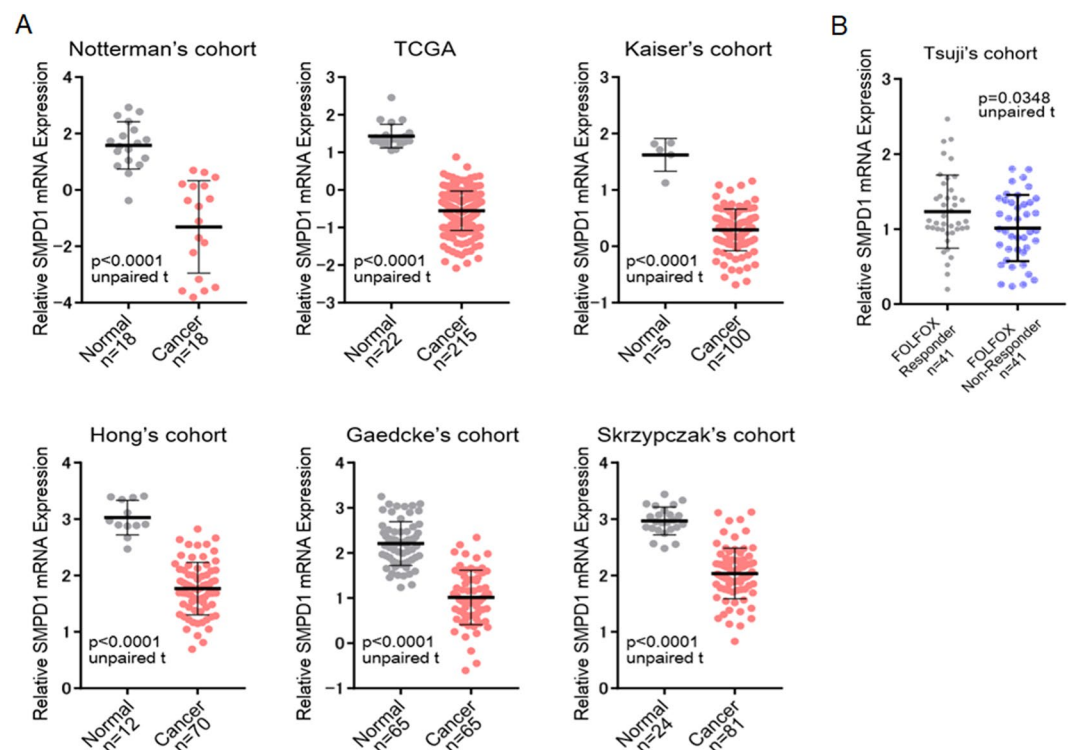 A
Notterman's cohort
Relative SMPD1 mRNA Expression
4
2
0
−2
−4
p<0.0001
unpaired t
Normal
n=18
Cancer
n=18
TCGA
Relative SMPD1 mRNA Expression
3
2
1
−0
−1
−2
−3
p<0.0001
unpaired t
Normal
n=22
Cancer
n=215
Kaiser's cohort
Relative SMPD1 mRNA Expression
3
2
1
0
−1
p<0.0001
unpaired t
Normal
n=5
Cancer
n=100
B
Tsuji's cohort
Relative SMPD1 mRNA Expression
3
2
1
0
p=0.0348
unpaired t
FOLFOX
Responder
n=41
FOLFOX
Non-Responder
n=41
Hong's cohort
Relative SMPD1 mRNA Expression
4
3
2
1
0
p<0.0001
unpaired t
Normal
n=12
Cancer
n=70
Gaedcke's cohort
Relative SMPD1 mRNA Expression
4
3
2
1
0
−1
p<0.0001
unpaired t
Normal
n=65
Cancer
n=65
Skrzypczak's cohort
Relative SMPD1 mRNA Expression
4
3
2
1
0
p<0.0001
unpaired t
Normal
n=24
Cancer
n=81